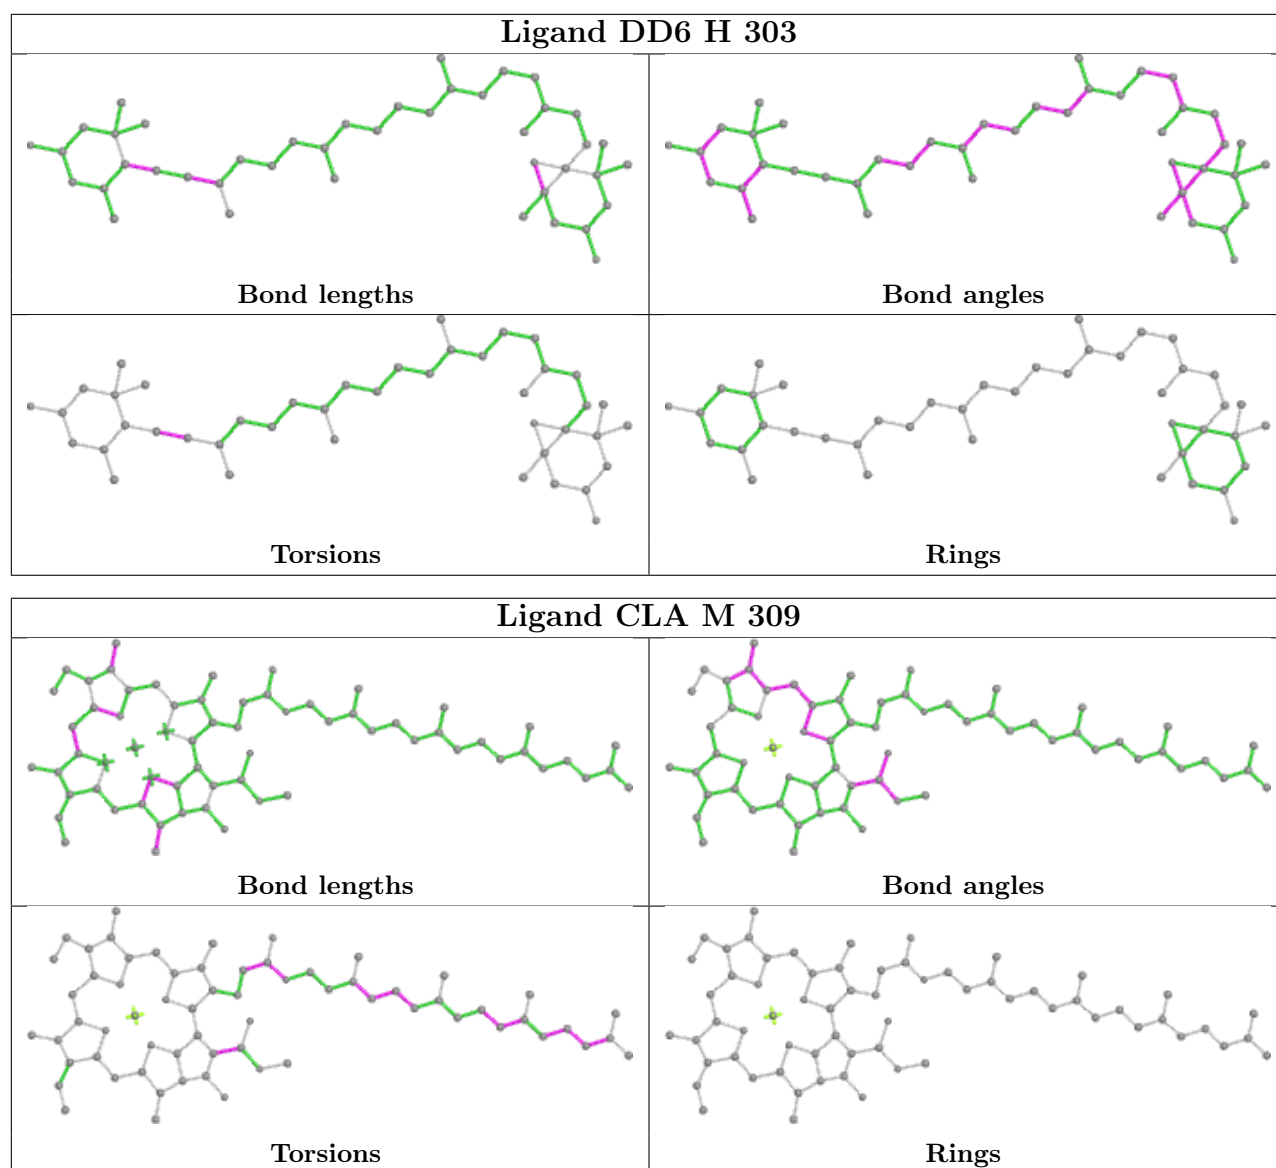 Ligand DD6 H 303
Bond lengths
Bond angles
Torsions
Rings
Ligand CLA M 309
Bond lengths
Bond angles
Torsions
Rings